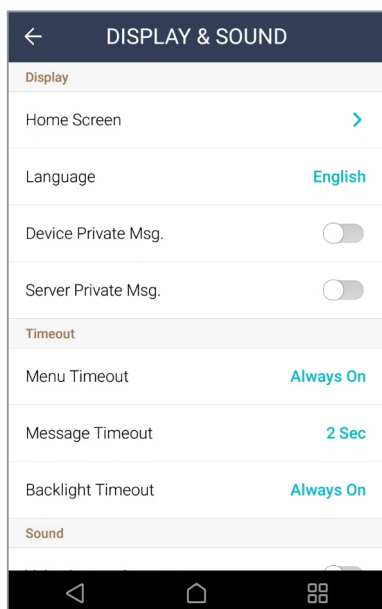 DISPLAY & SOUND
Display
Home Screen
Language English
Device Private Msg.
Server Private Msg.
Timeout
Menu Timeout Always On
Message Timeout 2 Sec
Backlight Timeout Always On
Sound